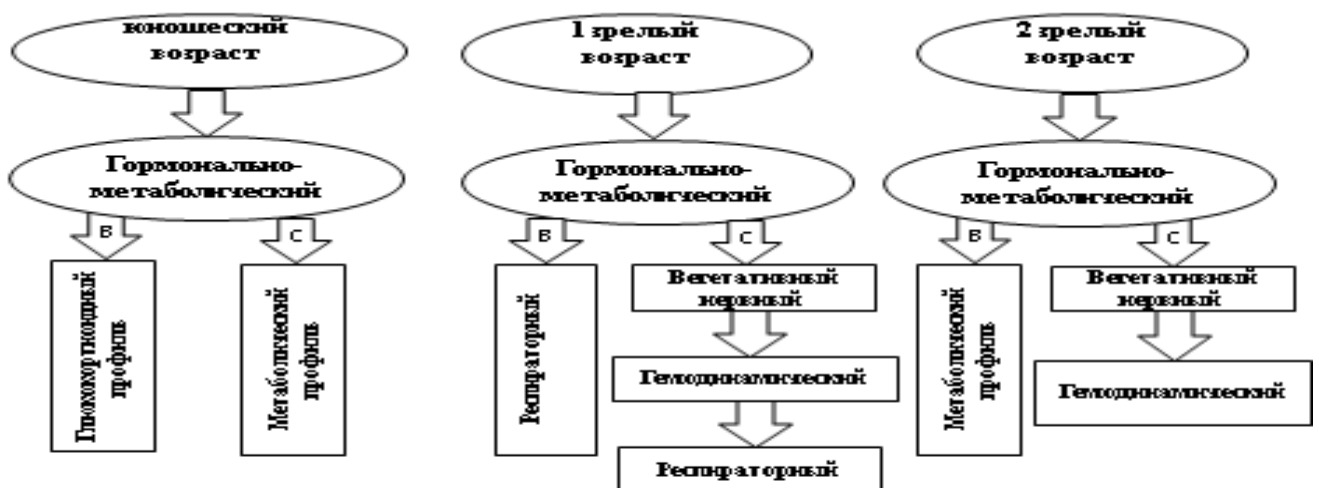 юношеский
возраст
Гормонально-
метаболический
В
С
Глюкокортикоидный
профиль
Метаболический
профиль
1 зрелый
возраст
Гормонально-
метаболический
В
С
Респираторный
Вегетативный
нервный
Гемодинамический
Респираторный
2 зрелый
возраст
Гормонально-
метаболический
В
С
Метаболический
профиль
Вегетативный
нервный
Гемодинамический